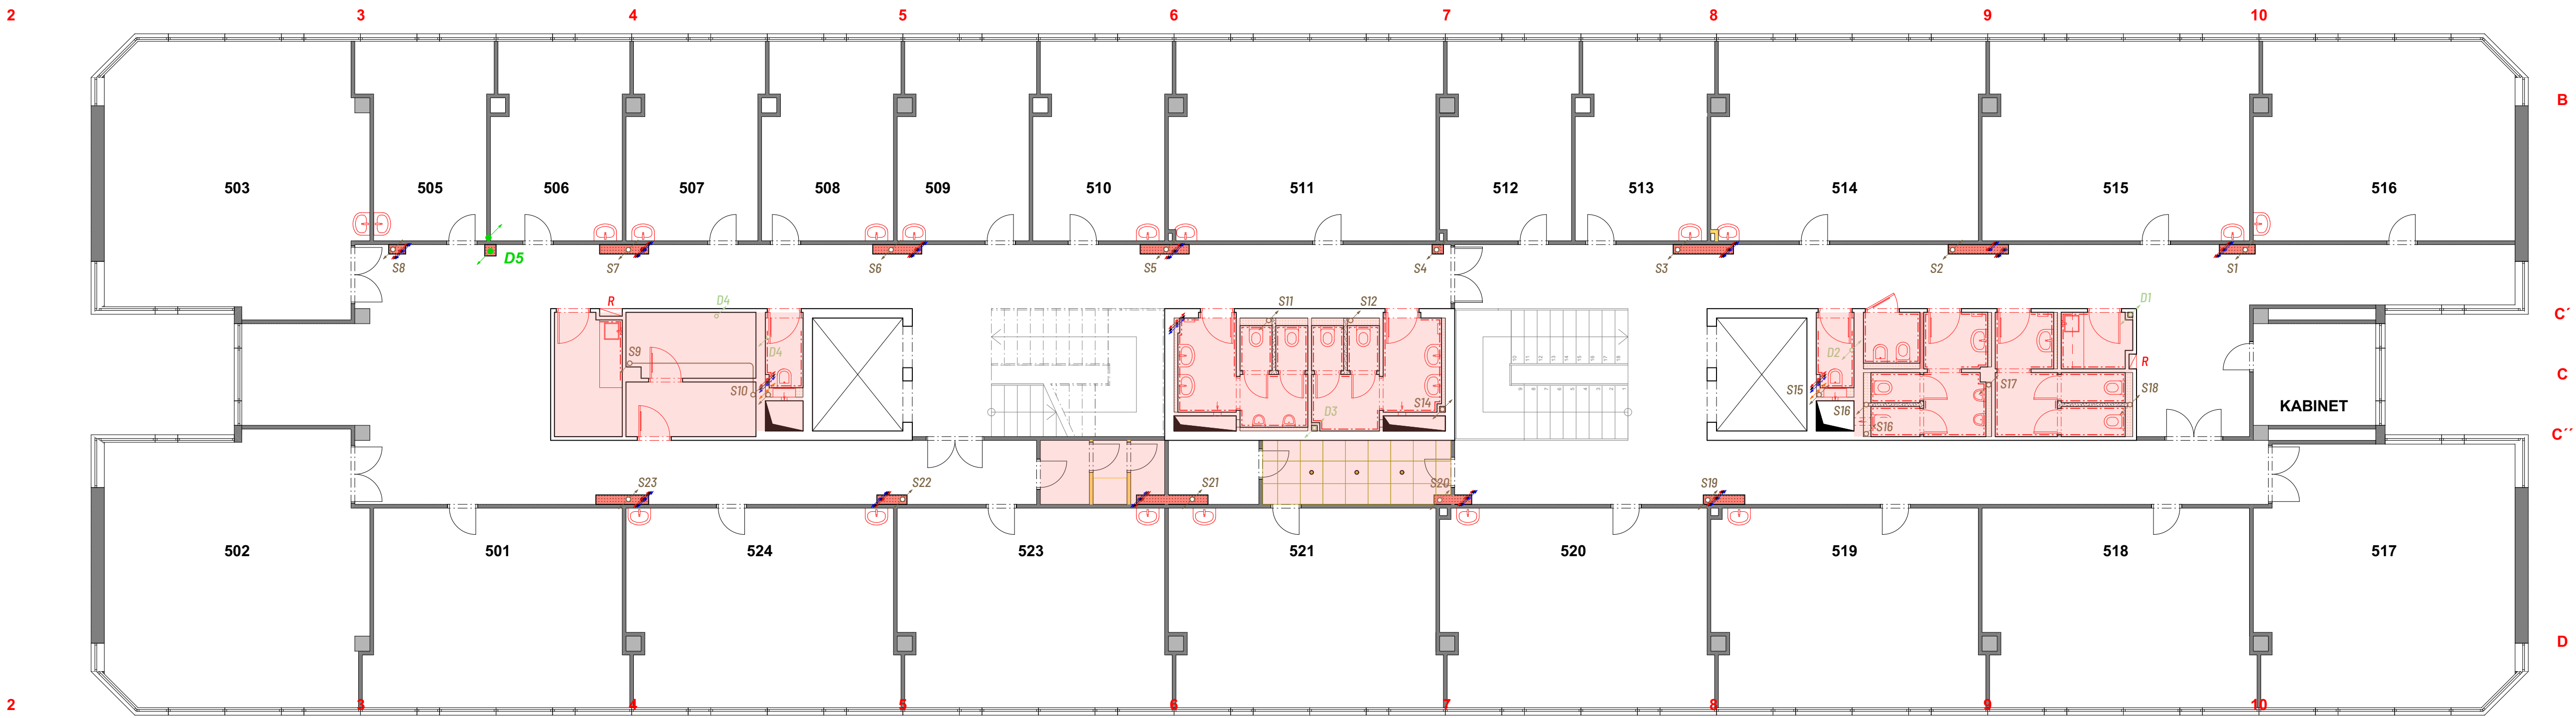 2 3 4 5 6 7 8 9 10
B
503 505 506 507 508 509 510 511 512 513 514 515 516
S8 D5 S7 S6 S5 S4 S3 S2 S1
R D4 S11 S12 D1
C´
S9 D4 D2 R
C
S10 S15 S17 S18
S14 D3 S16 KABINET
S16
C´´
S23 S22 S21 S20 S19
502 501 524 523 521 520 519 518 517
D
2 3 4 5 6 7 8 9 10